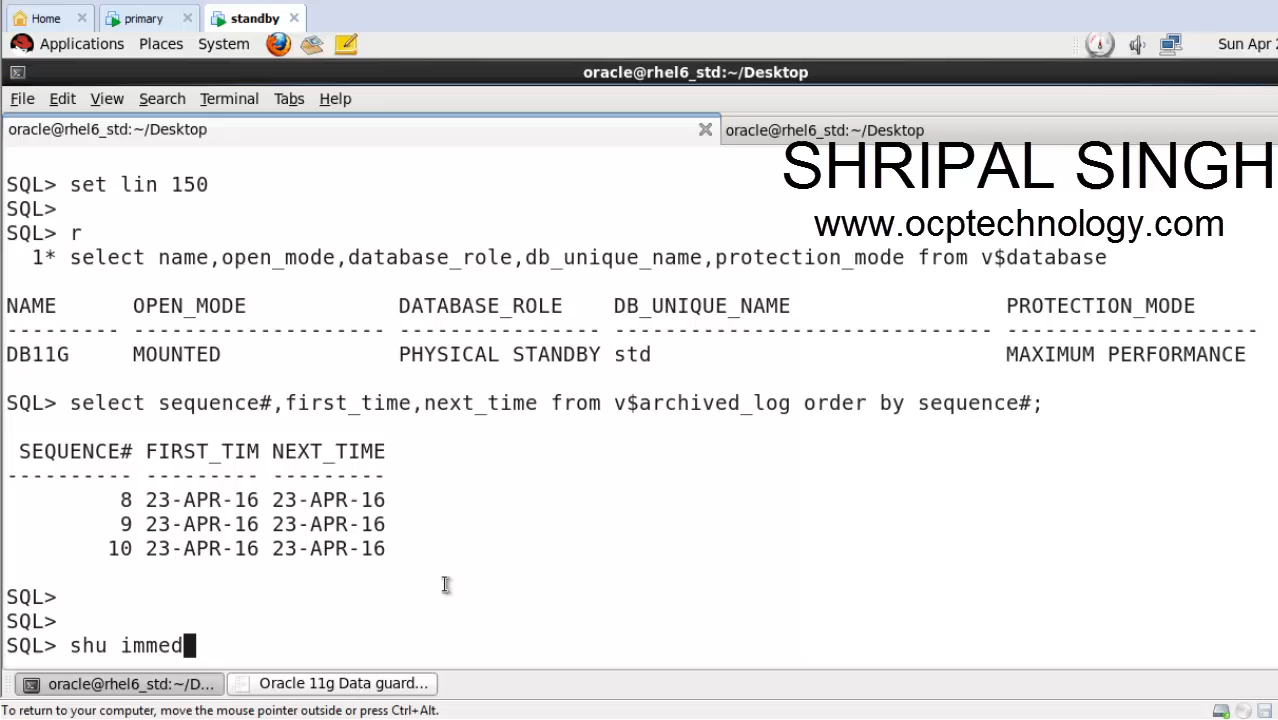 Home primary standby
Applications Places System Sun Apr 2
oracle@rhel6_std:~/Desktop
File Edit View Search Terminal Tabs Help
oracle@rhel6_std:~/Desktop oracle@rhel6_std:~/Desktop
SHRIPAL SINGH
www.ocptechnology.com
SQL> set lin 150
SQL>
SQL> r
1* select name,open_mode,database_role,db_unique_name,protection_mode from v$database
NAME OPEN_MODE DATABASE_ROLE DB_UNIQUE_NAME PROTECTION_MODE
--------- -------------------- ---------------- ------------------------------ --------------------
DB11G MOUNTED PHYSICAL STANDBY std MAXIMUM PERFORMANCE
SQL> select sequence#,first_time,next_time from v$archived_log order by sequence#;
SEQUENCE# FIRST_TIM NEXT_TIME
---------- --------- ---------
8 23-APR-16 23-APR-16
9 23-APR-16 23-APR-16
10 23-APR-16 23-APR-16
SQL>
SQL>
SQL> shu immed
oracle@rhel6_std:~/D... Oracle 11g Data guard...
To return to your computer, move the mouse pointer outside or press Ctrl+Alt.